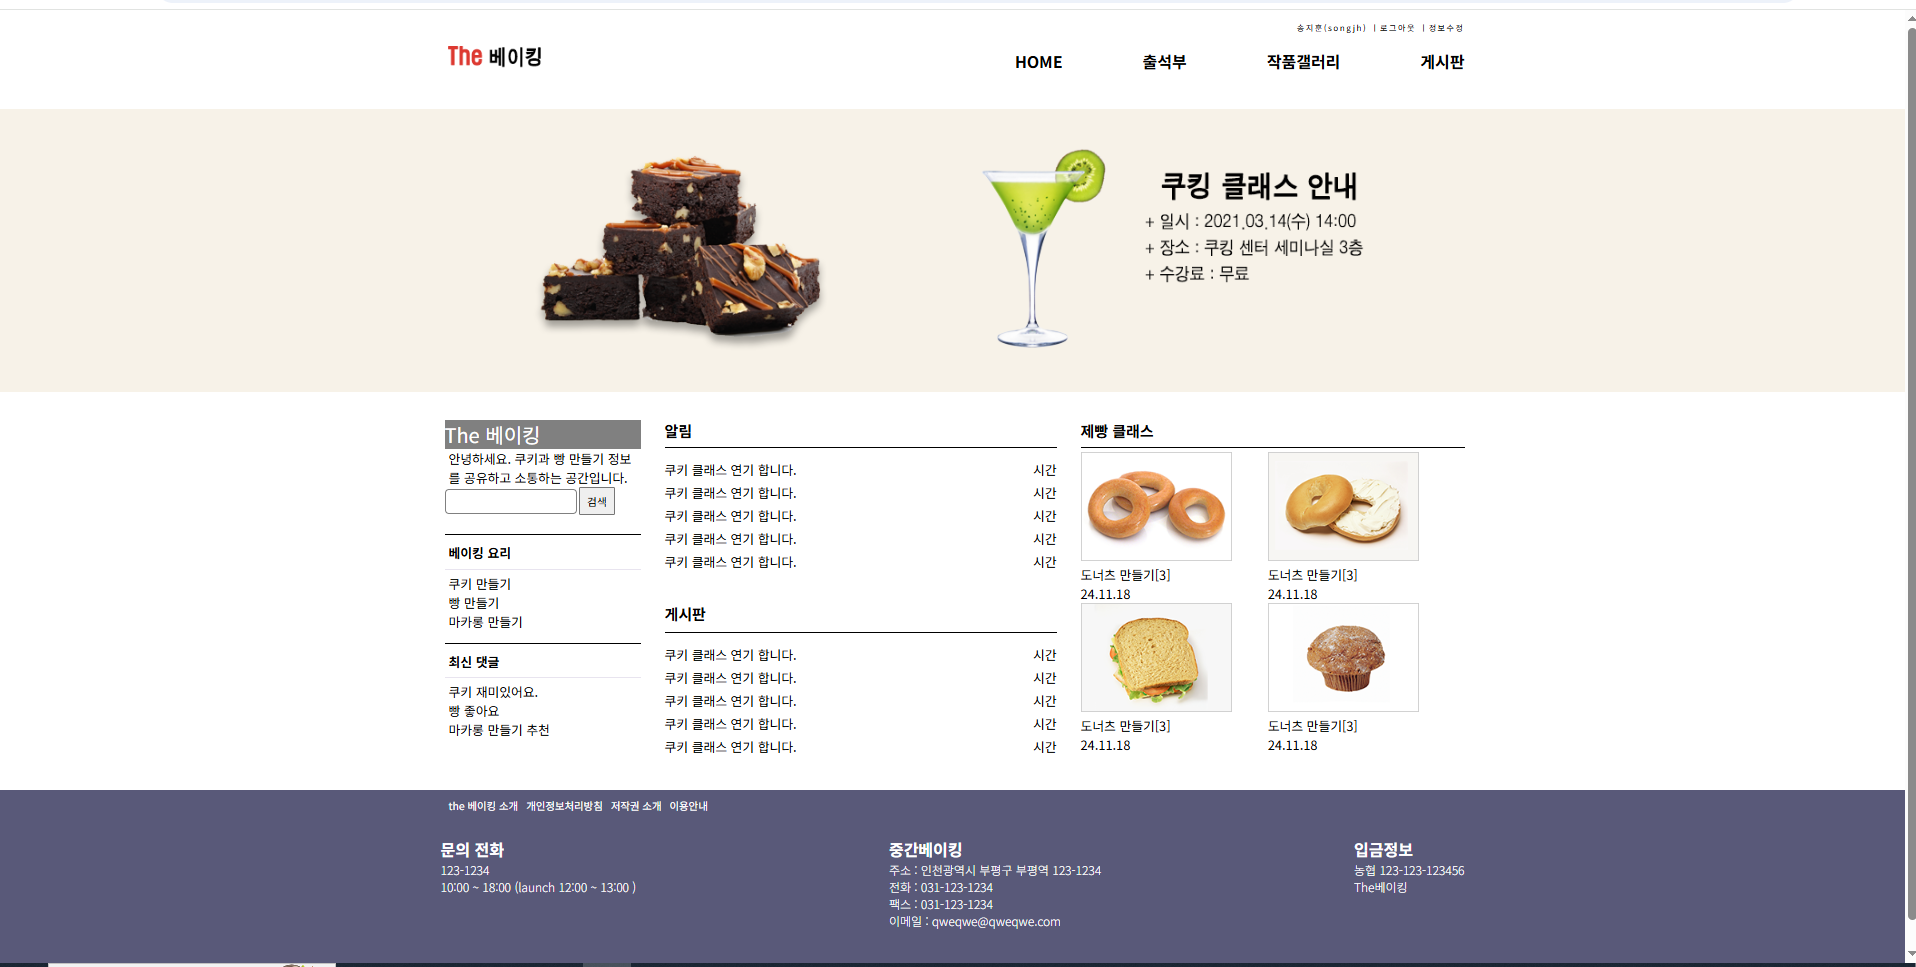 송지훈(songjh) | 로그아웃 | 정보수정
The 베이킹
HOME 출석부 작품갤러리 게시판
쿠킹 클래스 안내
+ 일시 : 2021.03.14(수) 14:00
+ 장소 : 쿠킹 센터 세미나실 3층
+ 수강료 : 무료
The 베이킹
안녕하세요. 쿠키과 빵 만들기 정보
를 공유하고 소통하는 공간입니다.
검색
베이킹 요리
쿠키 만들기
빵 만들기
마카롱 만들기
최신 댓글
쿠키 재미있어요.
빵 좋아요
마카롱 만들기 추천
알림
쿠키 클래스 연기 합니다. 시간
쿠키 클래스 연기 합니다. 시간
쿠키 클래스 연기 합니다. 시간
쿠키 클래스 연기 합니다. 시간
쿠키 클래스 연기 합니다. 시간
게시판
쿠키 클래스 연기 합니다. 시간
쿠키 클래스 연기 합니다. 시간
쿠키 클래스 연기 합니다. 시간
쿠키 클래스 연기 합니다. 시간
쿠키 클래스 연기 합니다. 시간
제빵 클래스
도너츠 만들기[3]
24.11.18
도너츠 만들기[3]
24.11.18
도너츠 만들기[3]
24.11.18
도너츠 만들기[3]
24.11.18
the 베이킹 소개 개인정보처리방침 저작권 소개 이용안내
문의 전화
123-1234
10:00 ~ 18:00 (launch 12:00 ~ 13:00 )
중간베이킹
주소 : 인천광역시 부평구 부평역 123-1234
전화 : 031-123-1234
팩스 : 031-123-1234
이메일 : qweqwe@qweqwe.com
입금정보
농협 123-123-123456
The베이킹